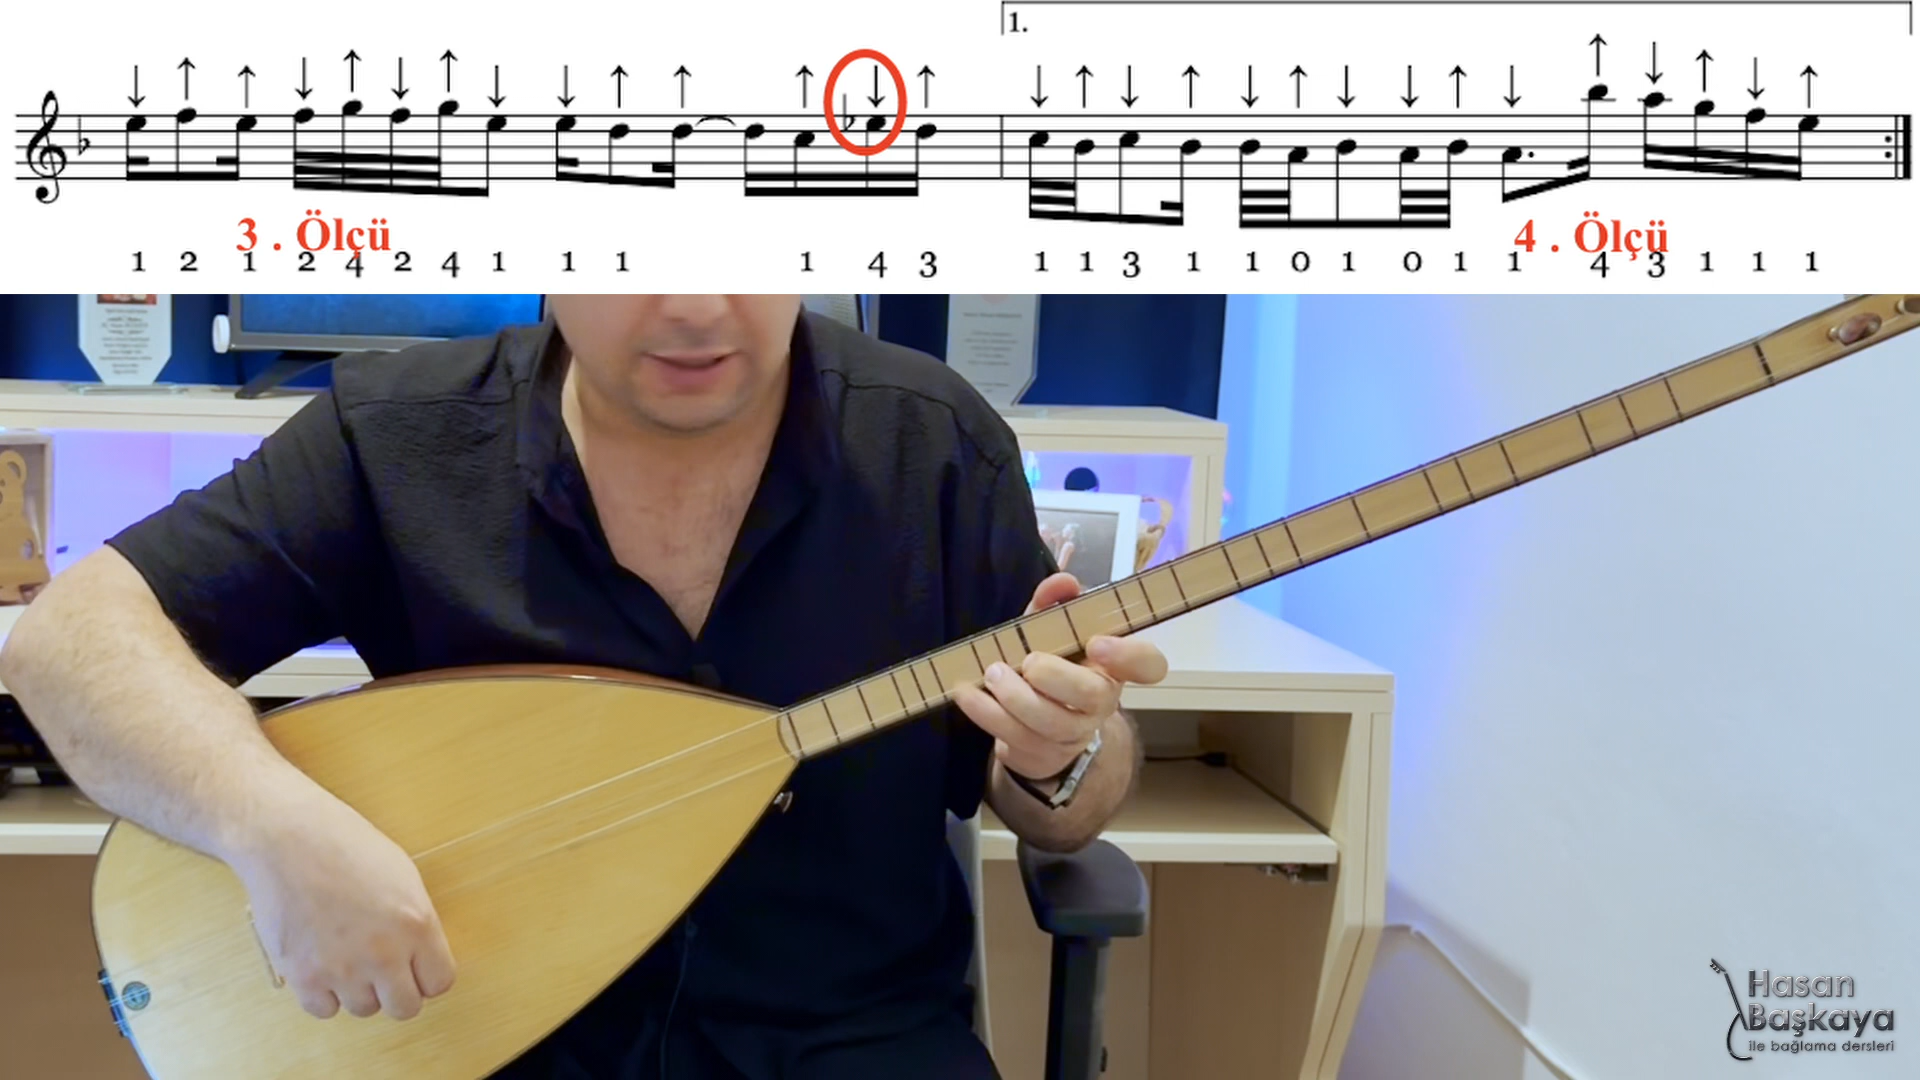 1.
3 . Ölçü
4 . Ölçü
1 2 1 2 4 2 4 1 1 1 1 4 3 1 1 3 1 1 0 1 0 1 1 4 3 1 1 1
Hasan
Başkaya
ile bağlama dersleri